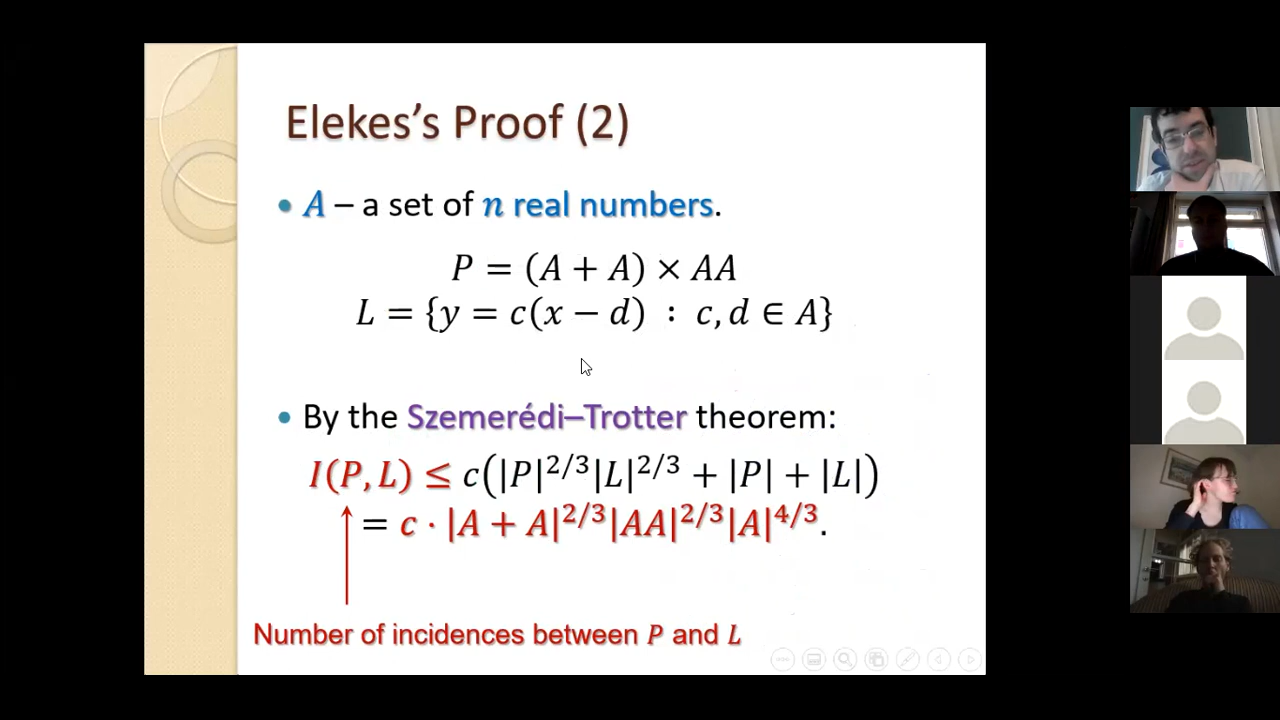 Elekes's Proof (2)
• A – a set of n real numbers.
P = (A + A) × AA
L = {y = c(x − d) : c, d ∈ A}
• By the Szemerédi–Trotter theorem:
I(P, L) ≤ c(|P|^{2/3}|L|^{2/3} + |P| + |L|)
= c · |A + A|^{2/3}|AA|^{2/3}|A|^{4/3}.
Number of incidences between P and L